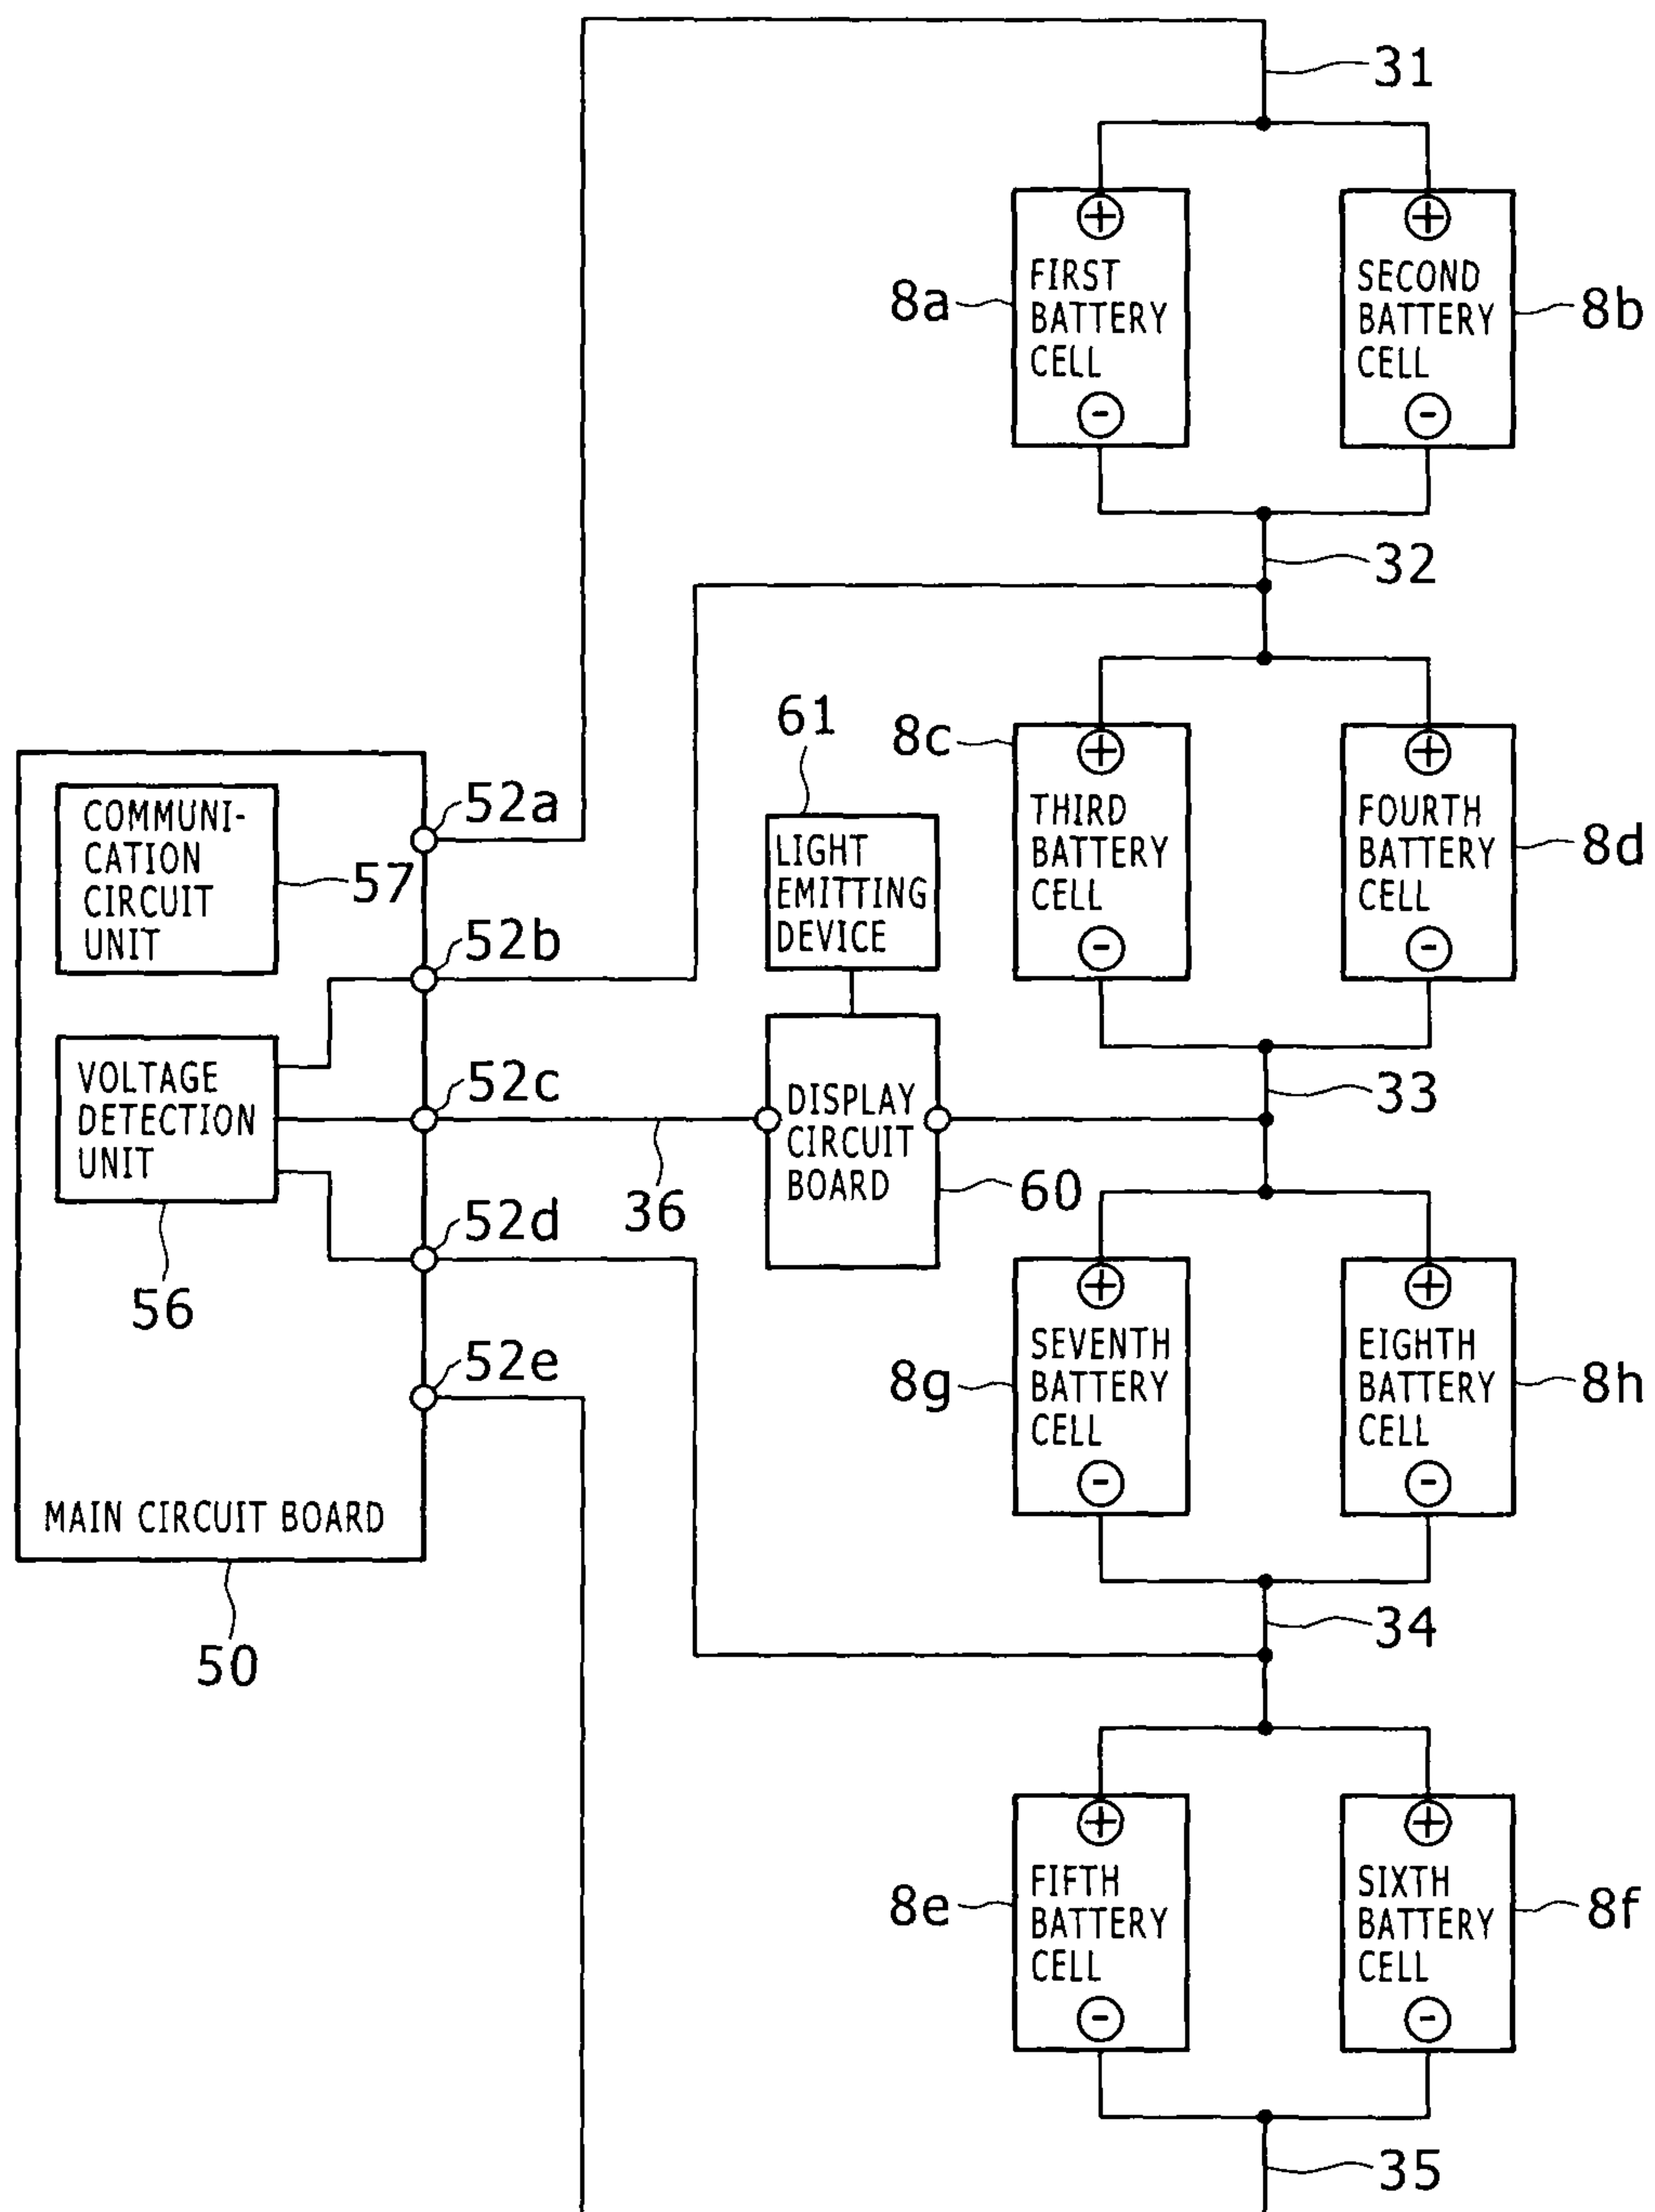 31
⊕
⊕
8a
FIRST
BATTERY
CELL
SECOND
BATTERY
CELL
8b
⊖
⊖
32
61
8c
⊕
⊕
THIRD
BATTERY
CELL
FOURTH
BATTERY
CELL
8d
⊖
⊖
COMMUNI-
CATION
CIRCUIT
UNIT
57
52a
52b
LIGHT
EMITTING
DEVICE
VOLTAGE
DETECTION
UNIT
56
52c
36
DISPLAY
CIRCUIT
BOARD
60
33
52d
52e
⊕
⊕
8g
SEVENTH
BATTERY
CELL
EIGHTH
BATTERY
CELL
8h
⊖
⊖
MAIN CIRCUIT BOARD
50
34
⊕
⊕
8e
FIFTH
BATTERY
CELL
SIXTH
BATTERY
CELL
8f
⊖
⊖
35